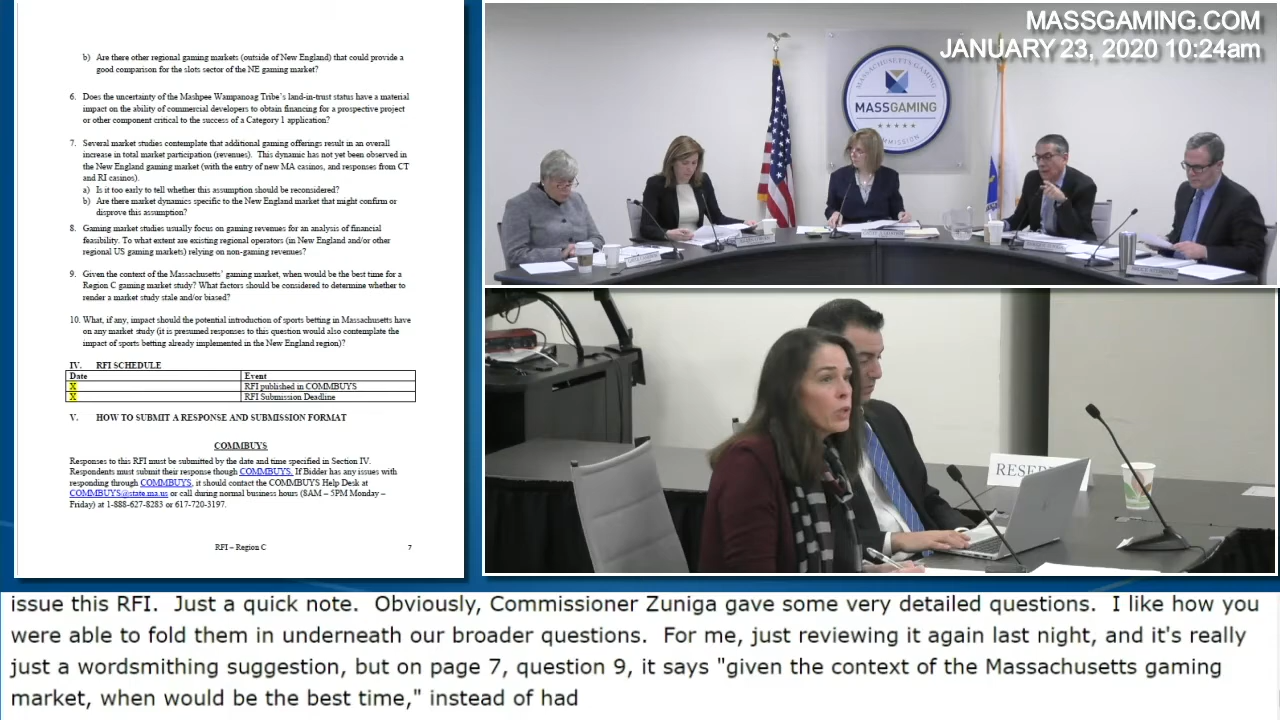 b) Are there other regional gaming markets (outside of New England) that could provide a
good comparison for the slots sector of the NE gaming market?
6. Does the uncertainty of the Mashpee Wampanoag Tribe's land-in-trust status have a material
impact on the ability of commercial developers to obtain financing for a prospective project
or other component critical to the success of a Category 1 application?
7. Several market studies contemplate that additional gaming offerings result in an overall
increase in total market participation (revenues). This dynamic has not yet been observed in
the New England gaming market (with the entry of new MA casinos, and responses from CT
and RI casinos).
a) Is it too early to tell whether this assumption should be reconsidered?
b) Are there market dynamics specific to the New England market that might confirm or
disprove this assumption?
8. Gaming market studies usually focus on gaming revenues for an analysis of financial
feasibility. To what extent are existing regional operators (in New England and/or other
regional US gaming markets) relying on non-gaming revenues?
9. Given the context of the Massachusetts' gaming market, when would be the best time for a
Region C gaming market study? What factors should be considered to determine whether to
render a market study stale and/or biased?
10. What, if any, impact should the potential introduction of sports betting in Massachusetts have
on any market study (it is presumed responses to this question would also contemplate the
impact of sports betting already implemented in the New England region)?
IV. RFI SCHEDULE
Date Event
X RFI published in COMMBUYS
X RFI Submission Deadline
V. HOW TO SUBMIT A RESPONSE AND SUBMISSION FORMAT
COMMBUYS
Responses to this RFI must be submitted by the date and time specified in Section IV.
Respondents must submit their response though COMMBUYS. If Bidder has any issues with
responding through COMMBUYS, it should contact the COMMBUYS Help Desk at
COMMBUYS@state.ma.us or call during normal business hours (8AM – 5PM Monday –
Friday) at 1-888-627-8283 or 617-720-3197.
RFI – Region C 7
MASSGAMING.COM
JANUARY 23, 2020 10:24am
MASSACHUSETTS GAMING
MASSGAMING
COMMISSION
RESER
issue this RFI. Just a quick note. Obviously, Commissioner Zuniga gave some very detailed questions. I like how you
were able to fold them in underneath our broader questions. For me, just reviewing it again last night, and it's really
just a wordsmithing suggestion, but on page 7, question 9, it says "given the context of the Massachusetts gaming
market, when would be the best time," instead of had